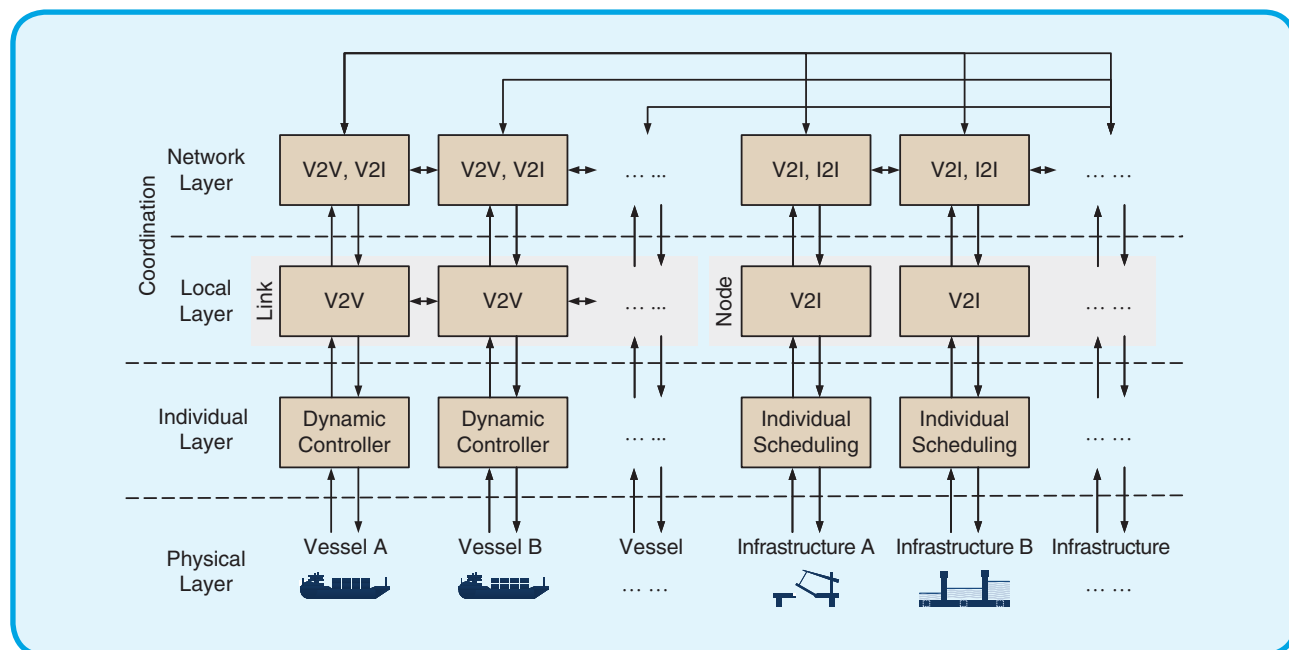 Coordination
Network
Layer
V2V, V2I
V2V, V2I
... ...
V2I, I2I
V2I, I2I
... ...
Local
Layer
Link
V2V
V2V
... ...
Node
V2I
V2I
... ...
Individual
Layer
Dynamic
Controller
Dynamic
Controller
... ...
Individual
Scheduling
Individual
Scheduling
... ...
Physical
Layer
Vessel A
Vessel B
Vessel
... ...
Infrastructure A
Infrastructure B
Infrastructure
... ...